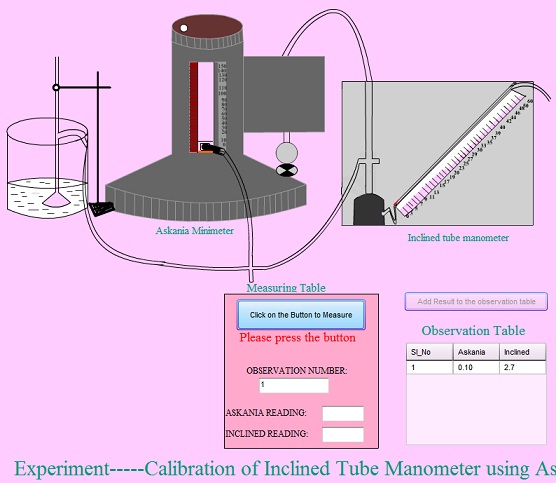 Askania Minimeter
Inclined tube manometer
Measuring Table
Click on the Button to Measure
Please press the button
OBSERVATION NUMBER:
1
ASKANIA READING:
INCLINED READING:
Add Result to the observation table
Observation Table
Sl_No Askania Inclined
1 0.10 2.7
Experiment-----Calibration of Inclined Tube Manometer using As